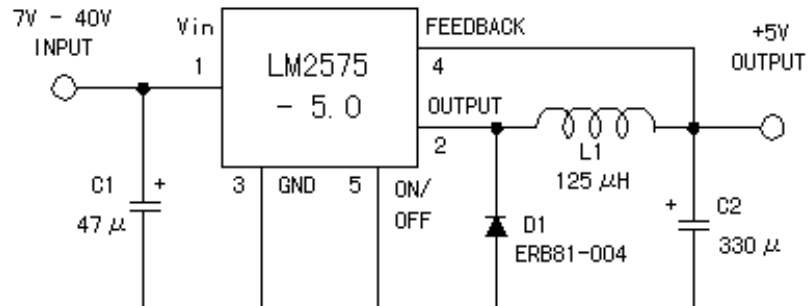 7V - 40V
INPUT
Vin
1
LM2575
- 5.0
FEEDBACK
4
+5V
OUTPUT
OUTPUT
2
L1
125 μH
C1
+
47 μ
3
GND
5
ON/
OFF
D1
ERB81-004
+
C2
330 μ